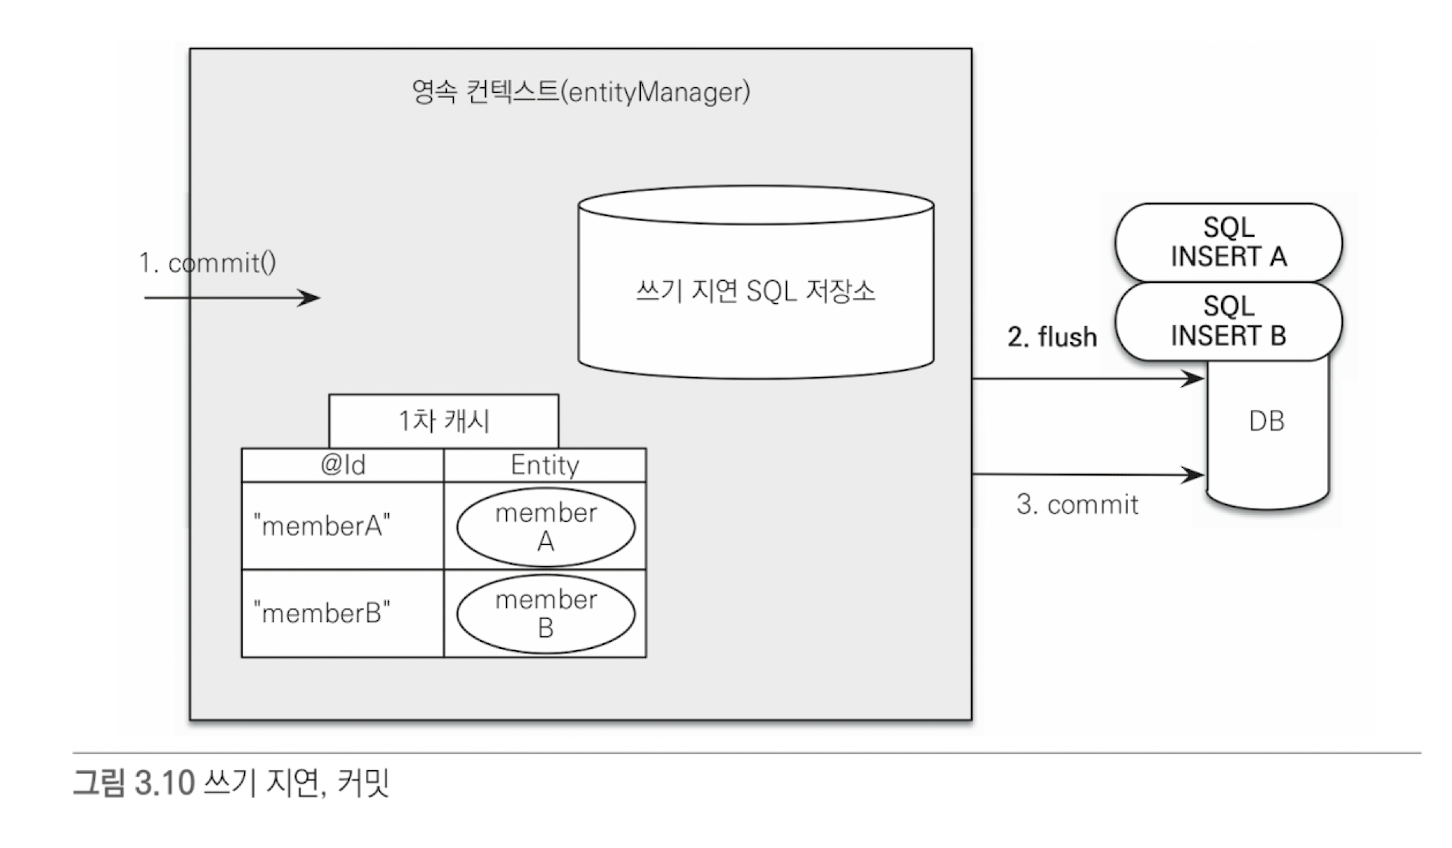 영속 컨텍스트(entityManager)
1. commit()
쓰기 지연 SQL 저장소
SQL
INSERT A
SQL
INSERT B
2. flush
DB
3. commit
1차 캐시
@Id Entity
"memberA" member
A
"memberB" member
B
그림 3.10 쓰기 지연, 커밋